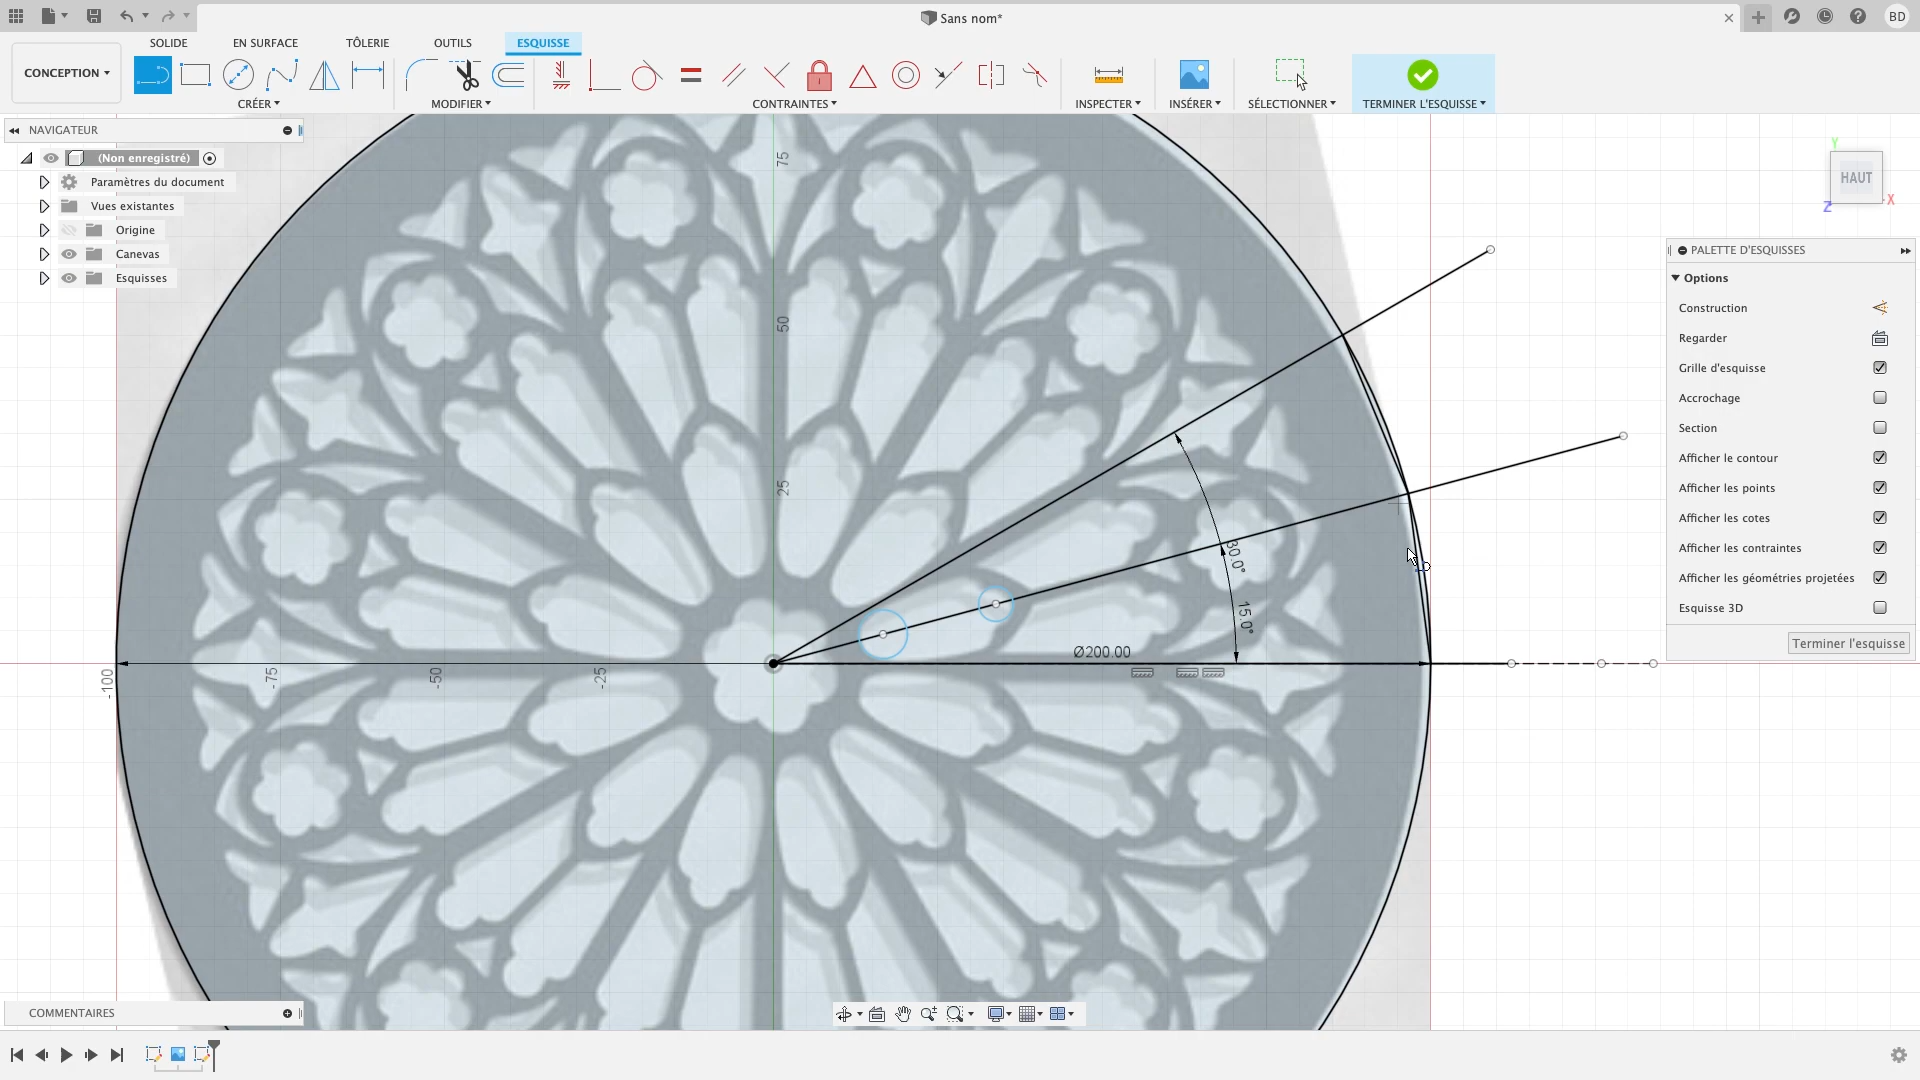 Sans nom*
BD
SOLIDE
EN SURFACE
TÔLERIE
OUTILS
ESQUISSE
CONCEPTION
CRÉER
MODIFIER
CONTRAINTES
INSPECTER
INSÉRER
SÉLECTIONNER
TERMINER L'ESQUISSE
NAVIGATEUR
(Non enregistré)
Paramètres du document
Vues existantes
Origine
Canevas
Esquisses
75
50
25
-25
-50
-75
-100
30.0°
15.0°
Ø200.00
Y
HAUT
Z
X
PALETTE D'ESQUISSES
Options
Construction
Regarder
Grille d'esquisse
Accrochage
Section
Afficher le contour
Afficher les points
Afficher les cotes
Afficher les contraintes
Afficher les géométries projetées
Esquisse 3D
Terminer l'esquisse
COMMENTAIRES